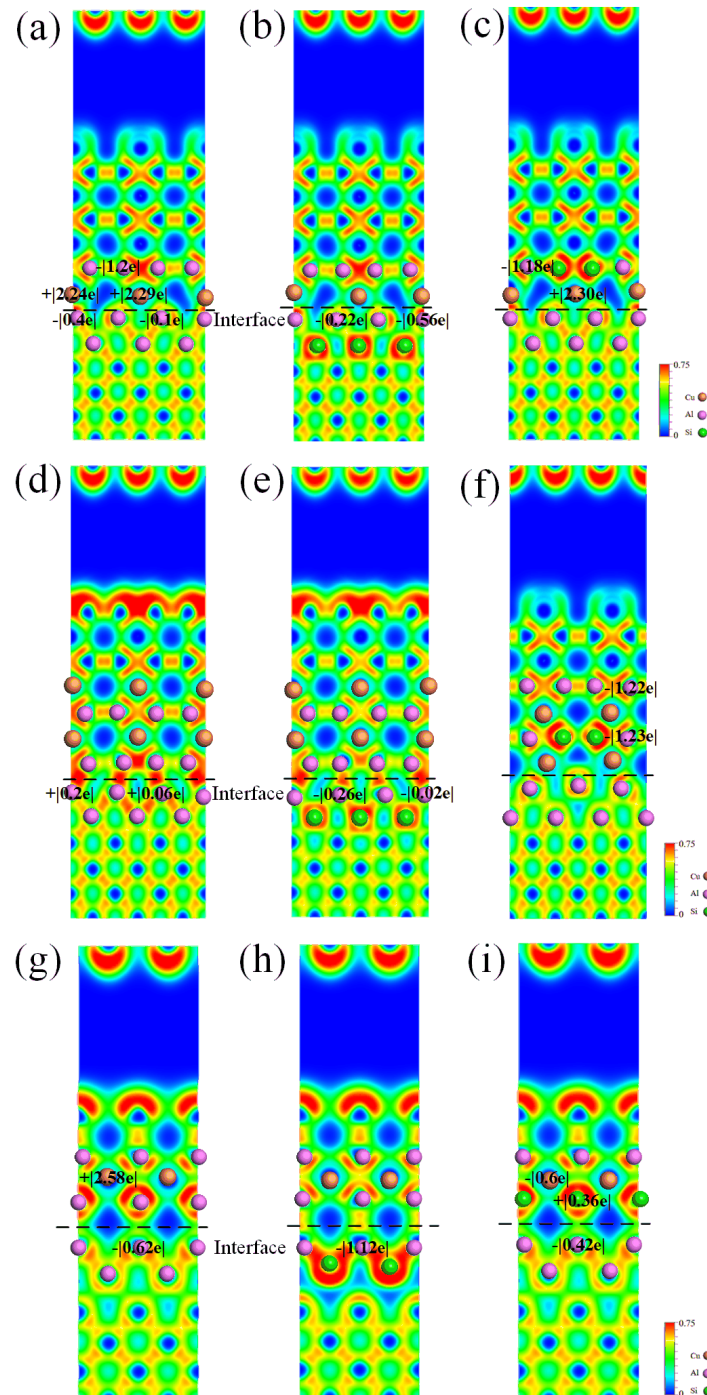 (a)
(b)
(c)
-|1.2e|
-|1.18e|
+|2.24e|
+|2.29e|
+|2.30e|
-|0.4e|
-|0.1e|
Interface
-|0.22e|
-|0.56e|
0.75
0
Cu
Al
Si
(d)
(e)
(f)
-|1.22e|
-|1.23e|
+|0.2e|
+|0.06e|
Interface
-|0.26e|
-|0.02e|
0.75
0
Cu
Al
Si
(g)
(h)
(i)
+|2.58e|
-|0.6e|
+|0.36e|
-|0.62e|
Interface
-|1.12e|
-|0.42e|
0.75
0
Cu
Al
Si